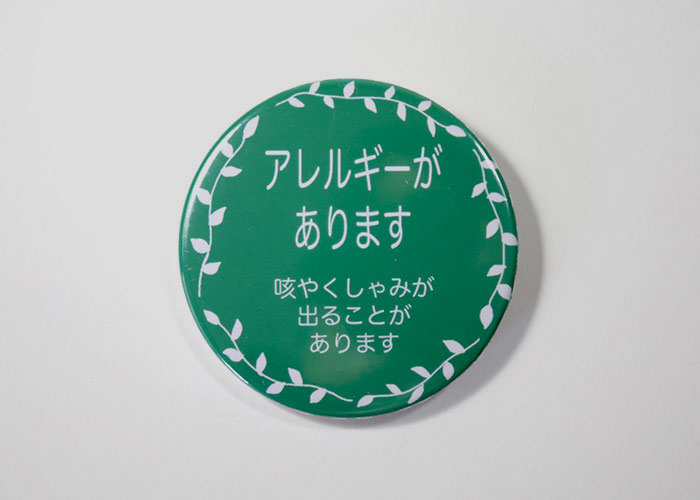 アレルギーが
あります
咳やくしゃみが
出ることが
あります